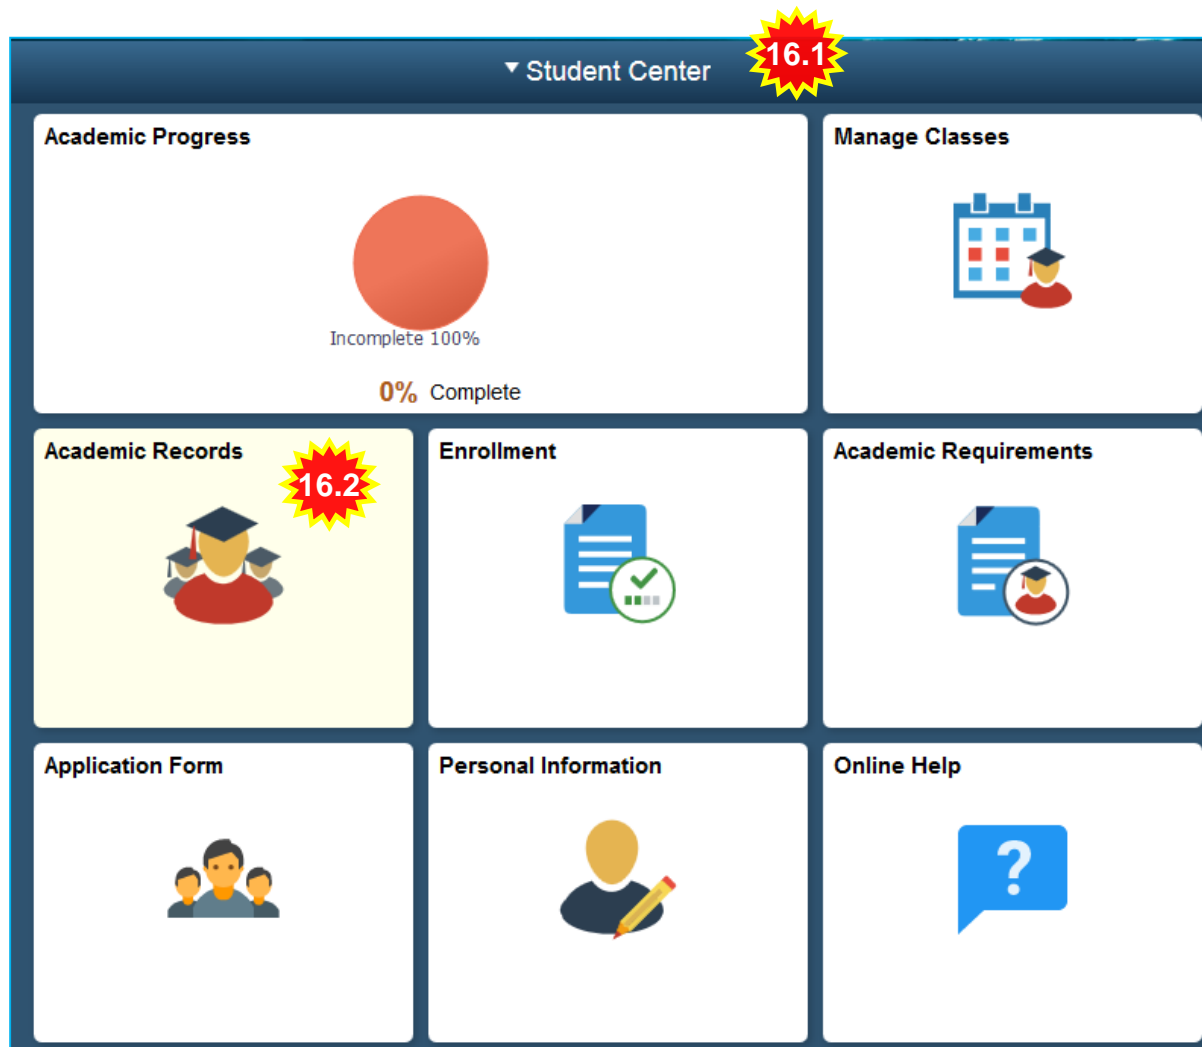 Student Center
16.1
Academic Progress
Incomplete 100%
0% Complete
Manage Classes
Academic Records
16.2
Enrollment
Academic Requirements
Application Form
Personal Information
Online Help
?